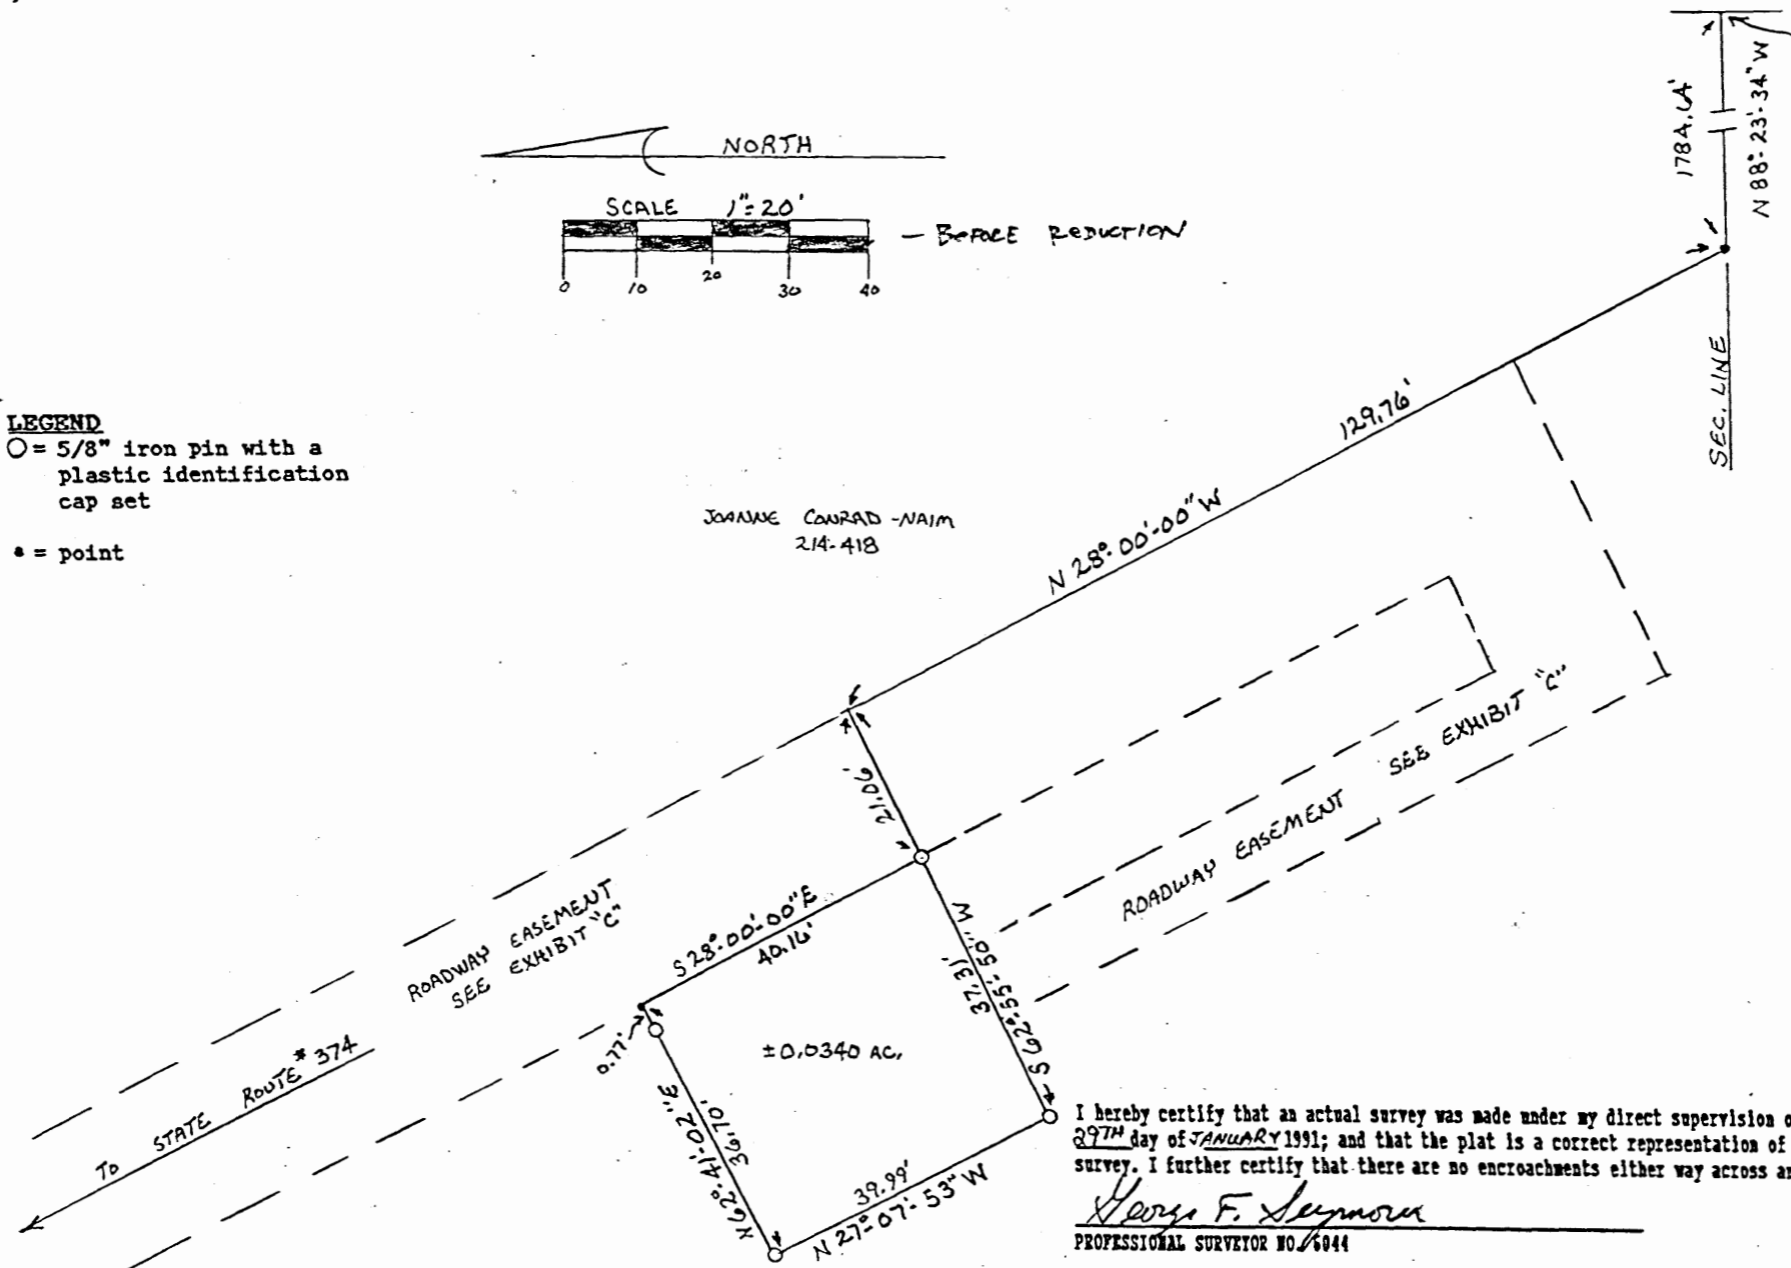 1784.64'
N 88°-23'-34" W
NORTH
SCALE 1"=20'
— BEFORE REDUCTION
0 10 20 30 40
SEC. LINE
LEGEND
○ = 5/8" iron pin with a
plastic identification
cap set
• = point
129.76'
JOANNE CONRAD-NAIM
214-418
N 28°-00'-00" W
21.06'
ROADWAY EASEMENT SEE EXHIBIT "C"
ROADWAY EASEMENT
SEE EXHIBIT "C"
S 28°-00'-00" E
40.16'
37.31'
S 62°-55'-50" W
0.77'
±0.0340 AC.
TO STATE ROUTE # 374
N 62°-41'-02" E
36.70'
39.99'
N 27°-07'-53" W
I hereby certify that an actual survey was made under my direct supervision
29TH day of JANUARY 1991; and that the plat is a correct representation of
survey. I further certify that there are no encroachments either way across
George F. Seymour
PROFESSIONAL SURVEYOR NO. 6044